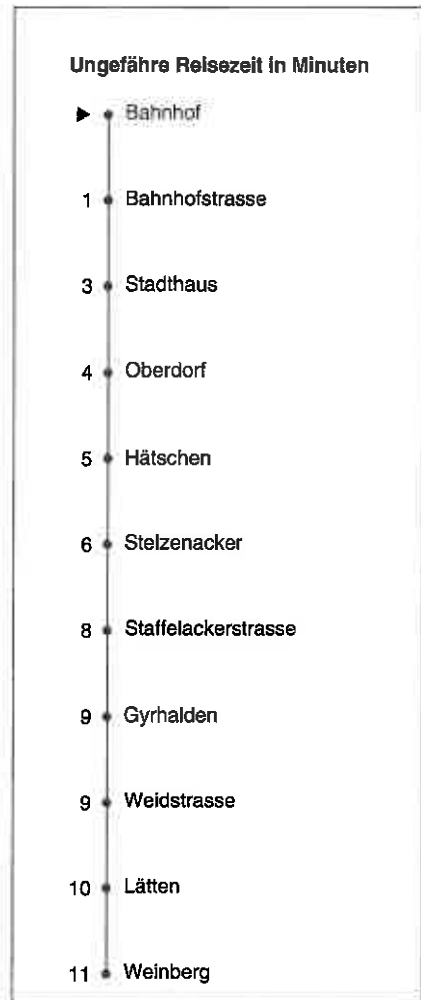 Ungefähre Reisezeit in Minuten
Bahnhof
1 Bahnhofstrasse
3 Stadthaus
4 Oberdorf
5 Hätschen
6 Stelzenacker
8 Staffelackerstrasse
9 Gyrhalden
9 Weidstrasse
10 Lätten
11 Weinberg